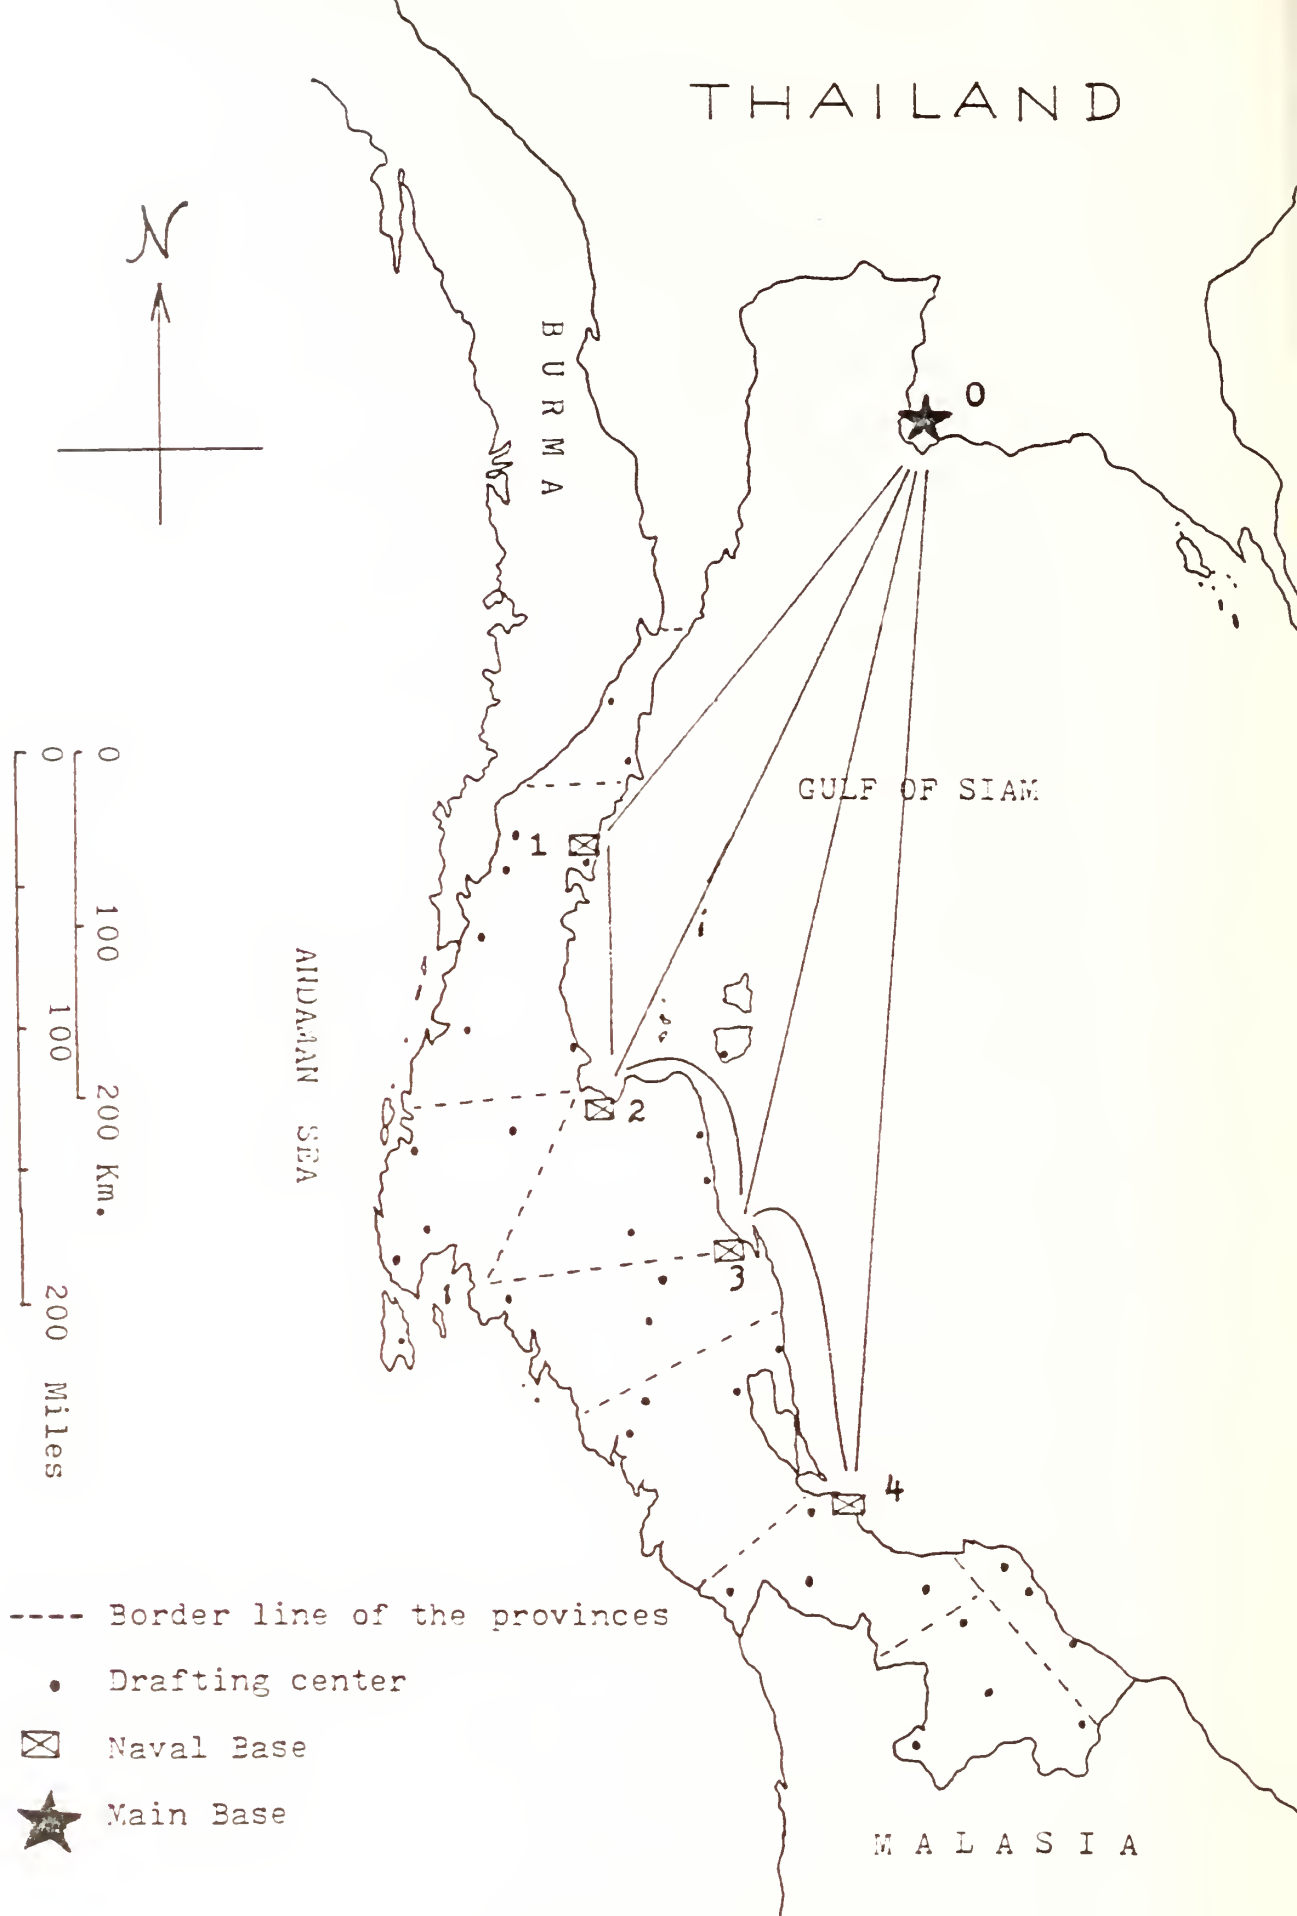 THAILAND
N
BURMA
0
GULF OF SIAM
1
ANDAMAN SEA
2
3
4
0 100 200 Km.
0 100 200 Miles
---- Border line of the provinces
Drafting center
Naval Base
Main Base
MALASIA